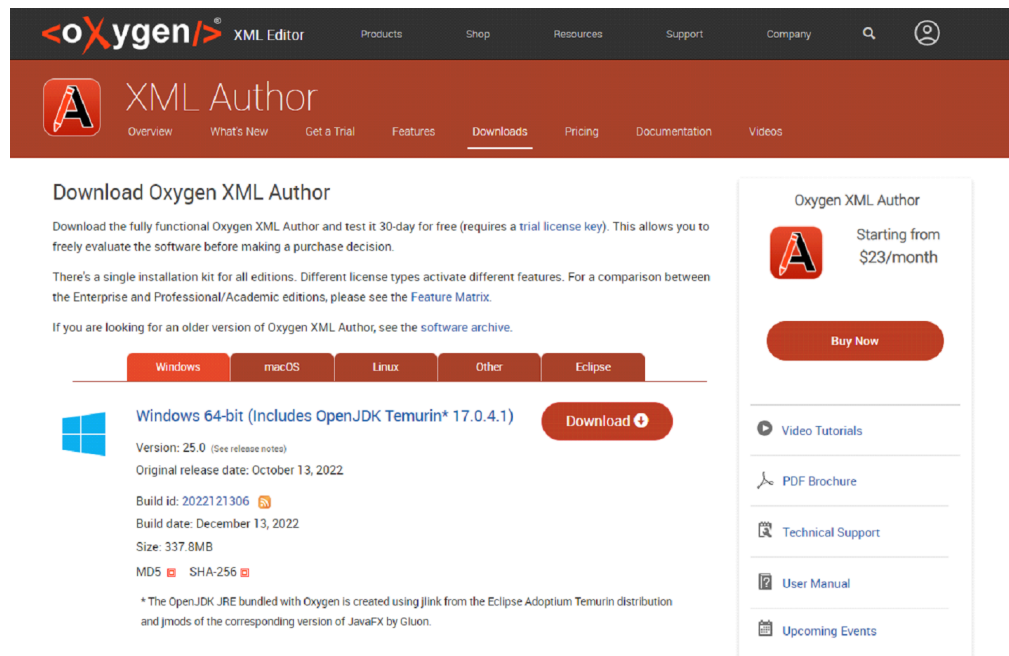 <oXygen/>® XML Editor Products Shop Resources Support Company
XML Author
Overview What's New Get a Trial Features Downloads Pricing Documentation Videos
Download Oxygen XML Author
Download the fully functional Oxygen XML Author and test it 30-day for free (requires a trial license key). This allows you to
freely evaluate the software before making a purchase decision.
There's a single installation kit for all editions. Different license types activate different features. For a comparison between
the Enterprise and Professional/Academic editions, please see the Feature Matrix.
If you are looking for an older version of Oxygen XML Author, see the software archive.
Windows macOS Linux Other Eclipse
Windows 64-bit (Includes OpenJDK Temurin* 17.0.4.1) Download
Version: 25.0 (See release notes)
Original release date: October 13, 2022
Build id: 2022121306
Build date: December 13, 2022
Size: 337.8MB
MD5 SHA-256
* The OpenJDK JRE bundled with Oxygen is created using jlink from the Eclipse Adoptium Temurin distribution
and jmods of the corresponding version of JavaFX by Gluon.
Oxygen XML Author
Starting from
$23/month
Buy Now
Video Tutorials
PDF Brochure
Technical Support
User Manual
Upcoming Events